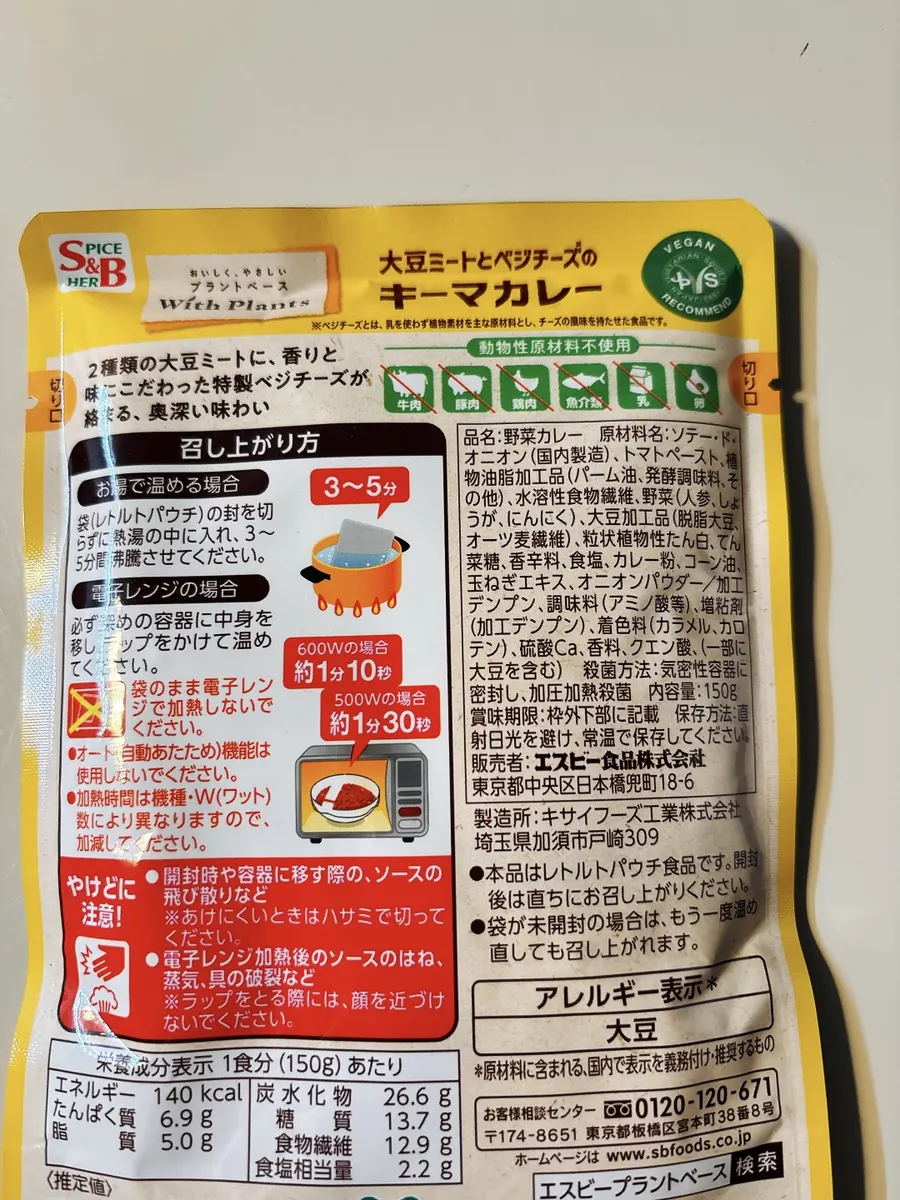 SPICE
S&B
HERB
おいしく、やさしい
プラントベース
With Plants
大豆ミートとベジチーズの
キーマカレー
※ベジチーズとは、乳を使わず植物素材を主な原材料とし、チーズの風味を持たせた食品です。
VEGAN
RECOMMEND
2種類の大豆ミートに、香りと
味にこだわった特製ベジチーズが
絡まる、奥深い味わい
動物性原材料不使用
牛肉 豚肉 鶏肉 魚介類 乳 卵
切り口
切り口
召し上がり方
お湯で温める場合
袋(レトルトパウチ)の封を切
らずに熱湯の中に入れ、3〜
5分間沸騰させてください。
3〜5分
電子レンジの場合
必ず深めの容器に中身を
移し、ラップをかけて温め
てください。
600Wの場合
約1分10秒
500Wの場合
約1分30秒
袋のまま電子レン
ジで加熱しないで
ください。
●オート(自動あたため)機能は
使用しないでください。
●加熱時間は機種・W(ワット)
数により異なりますので、
加減してください。
やけどに
注意!
●開封時や容器に移す際の、ソースの
飛び散りなど
※あけにくいときはハサミで切って
ください。
●電子レンジ加熱後のソースのはね、
蒸気、具の破裂など
※ラップをとる際には、顔を近づけ
ないでください。
栄養成分表示 1食分(150g)あたり
エネルギー 140 kcal
たんぱく質 6.9 g
脂質 5.0 g
炭水化物 26.6 g
糖質 13.7 g
食物繊維 12.9 g
食塩相当量 2.2 g
〈推定値〉
品名:野菜カレー 原材料名:ソテー・ド・
オニオン(国内製造)、トマトペースト、植
物油脂加工品(パーム油、発酵調味料、そ
の他)、水溶性食物繊維、野菜(人参、しょ
うが、にんにく)、大豆加工品(脱脂大豆、
オーツ麦繊維)、粒状植物性たん白、てん
菜糖、香辛料、食塩、カレー粉、コーン油、
玉ねぎエキス、オニオンパウダー/加工
デンプン、調味料(アミノ酸等)、増粘剤
(加工デンプン)、着色料(カラメル、カロ
テン)、硫酸Ca、香料、クエン酸、(一部に
大豆を含む) 殺菌方法:気密性容器に
密封し、加圧加熱殺菌 内容量:150g
賞味期限:枠外下部に記載 保存方法:直
射日光を避け、常温で保存してください。
販売者:エスビー食品株式会社
東京都中央区日本橋兜町18-6
製造所:キサイフーズ工業株式会社
埼玉県加須市戸崎309
●本品はレトルトパウチ食品です。開封
後は直ちにお召し上がりください。
●袋が未開封の場合は、もう一度温め
直しても召し上がれます。
アレルギー表示*
大豆
*原材料に含まれる、国内で表示を義務付け・推奨するもの
お客様相談センター 0120-120-671
〒174-8651 東京都板橋区宮本町38番8号
ホームページは www.sbfoods.co.jp
エスビープラントベース 検索